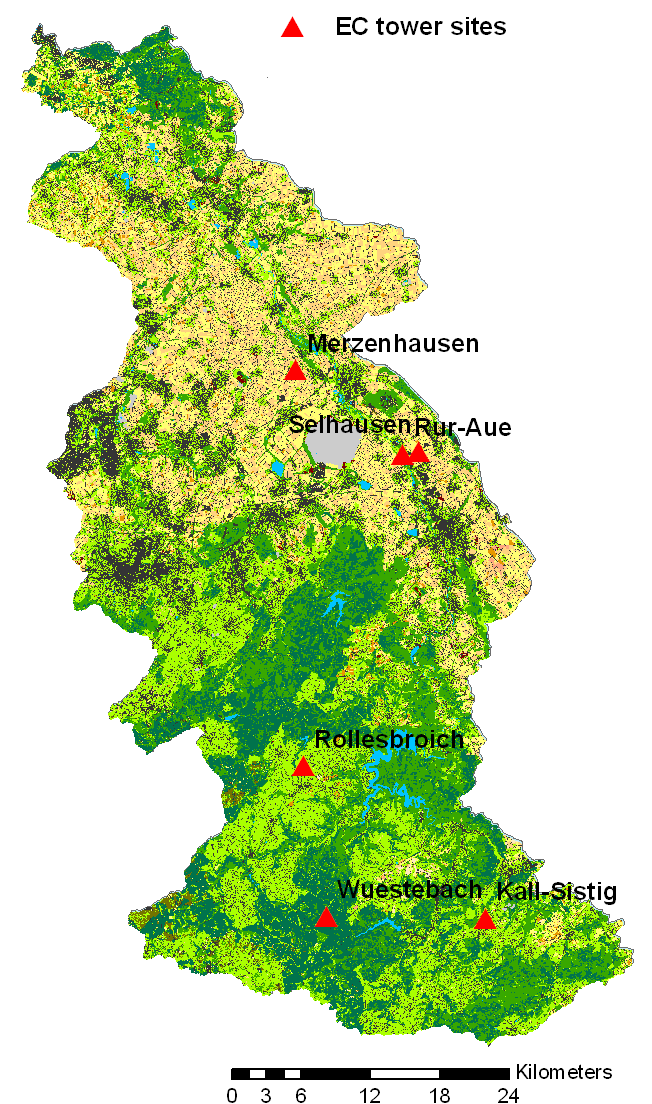 EC tower sites
Merzenhausen
Selhausen
Rur-Aue
Rollesbroich
Wuestebach
Kall-Sistig
Kilometers
0 3 6 12 18 24